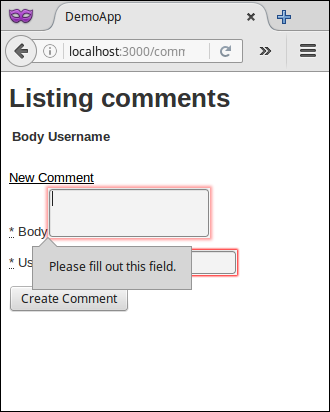 DemoApp
localhost:3000/comm
Listing comments
Body Username
New Comment
* Body
Please fill out this field.
* Us
Create Comment